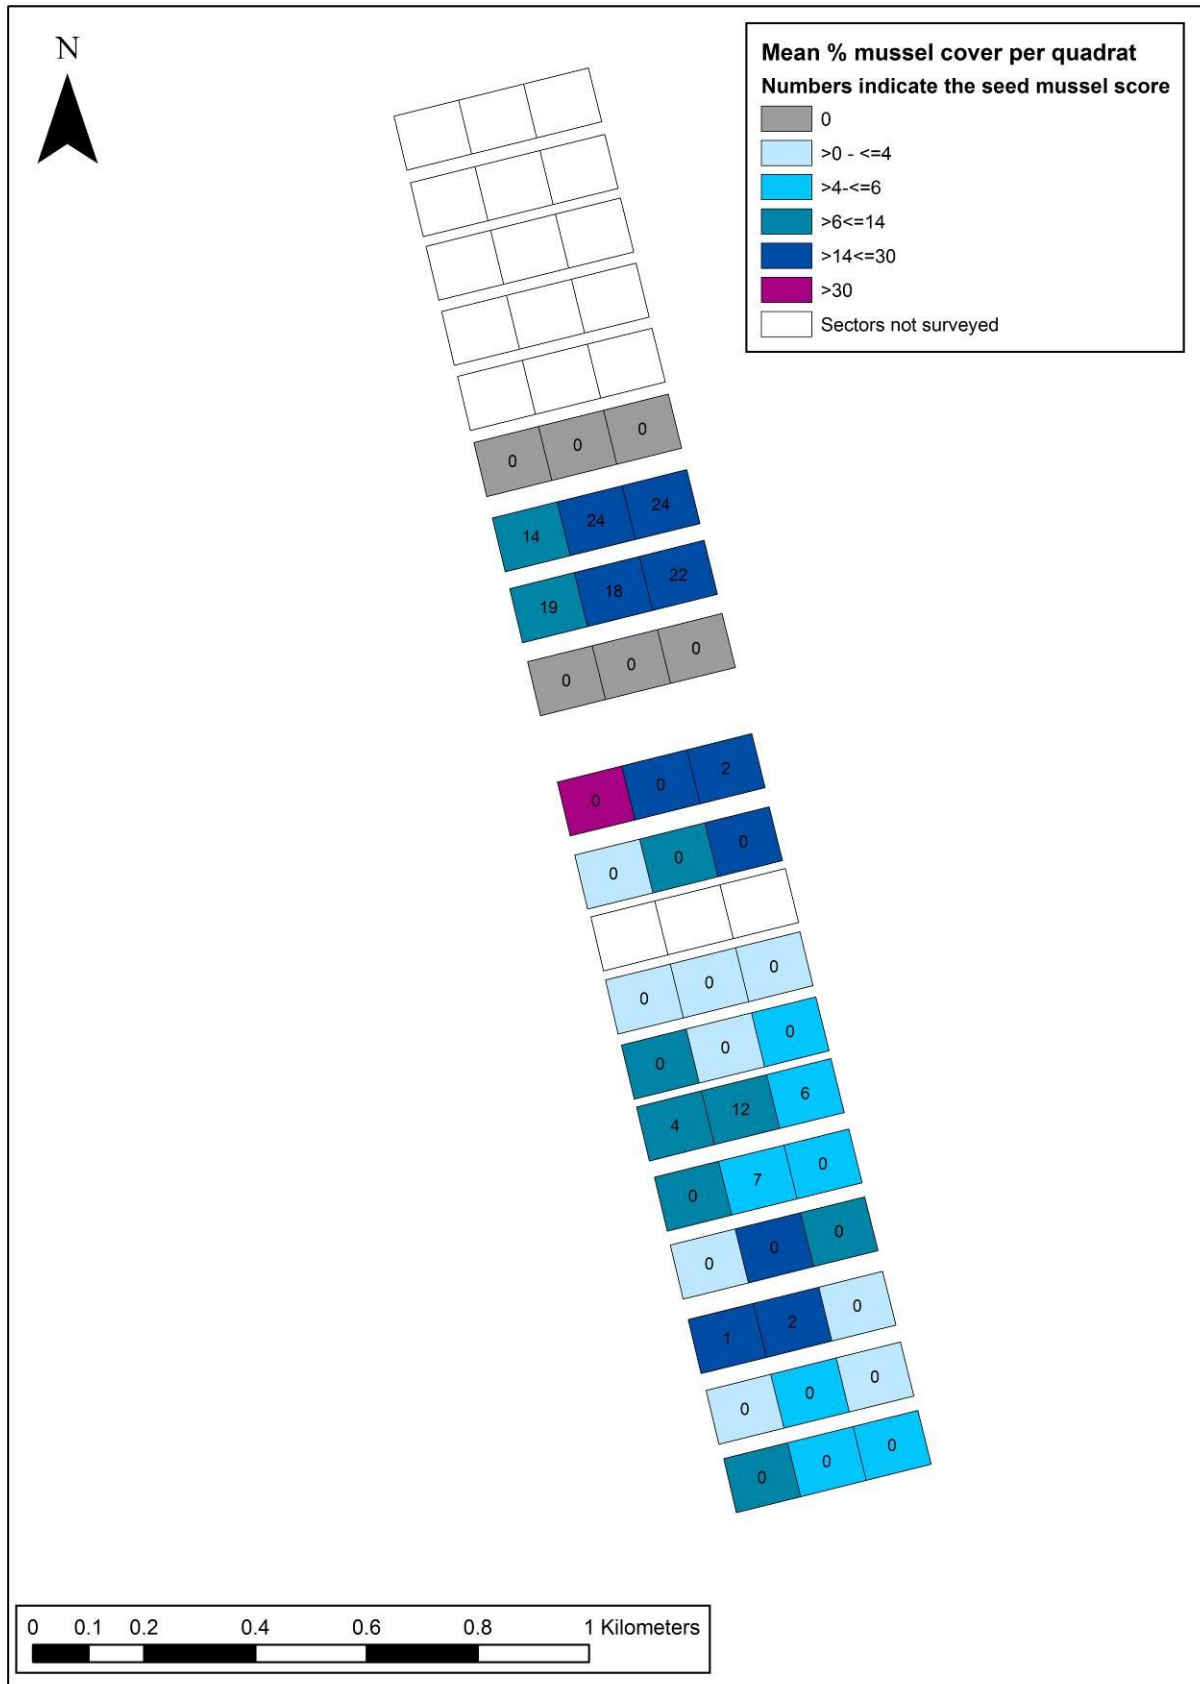 N
Mean % mussel cover per quadrat
Numbers indicate the seed mussel score
0
>0 - <=4
>4-<=6
>6<=14
>14<=30
>30
Sectors not surveyed
0 0 0
14 24 24
19 18 22
0 0 0
0 0 2
0 0 0
0 0 0
0 0 0
4 12 6
0 7 0
0 0 0
1 2 0
0 0 0
0 0 0
0 0.1 0.2 0.4 0.6 0.8 1 Kilometers